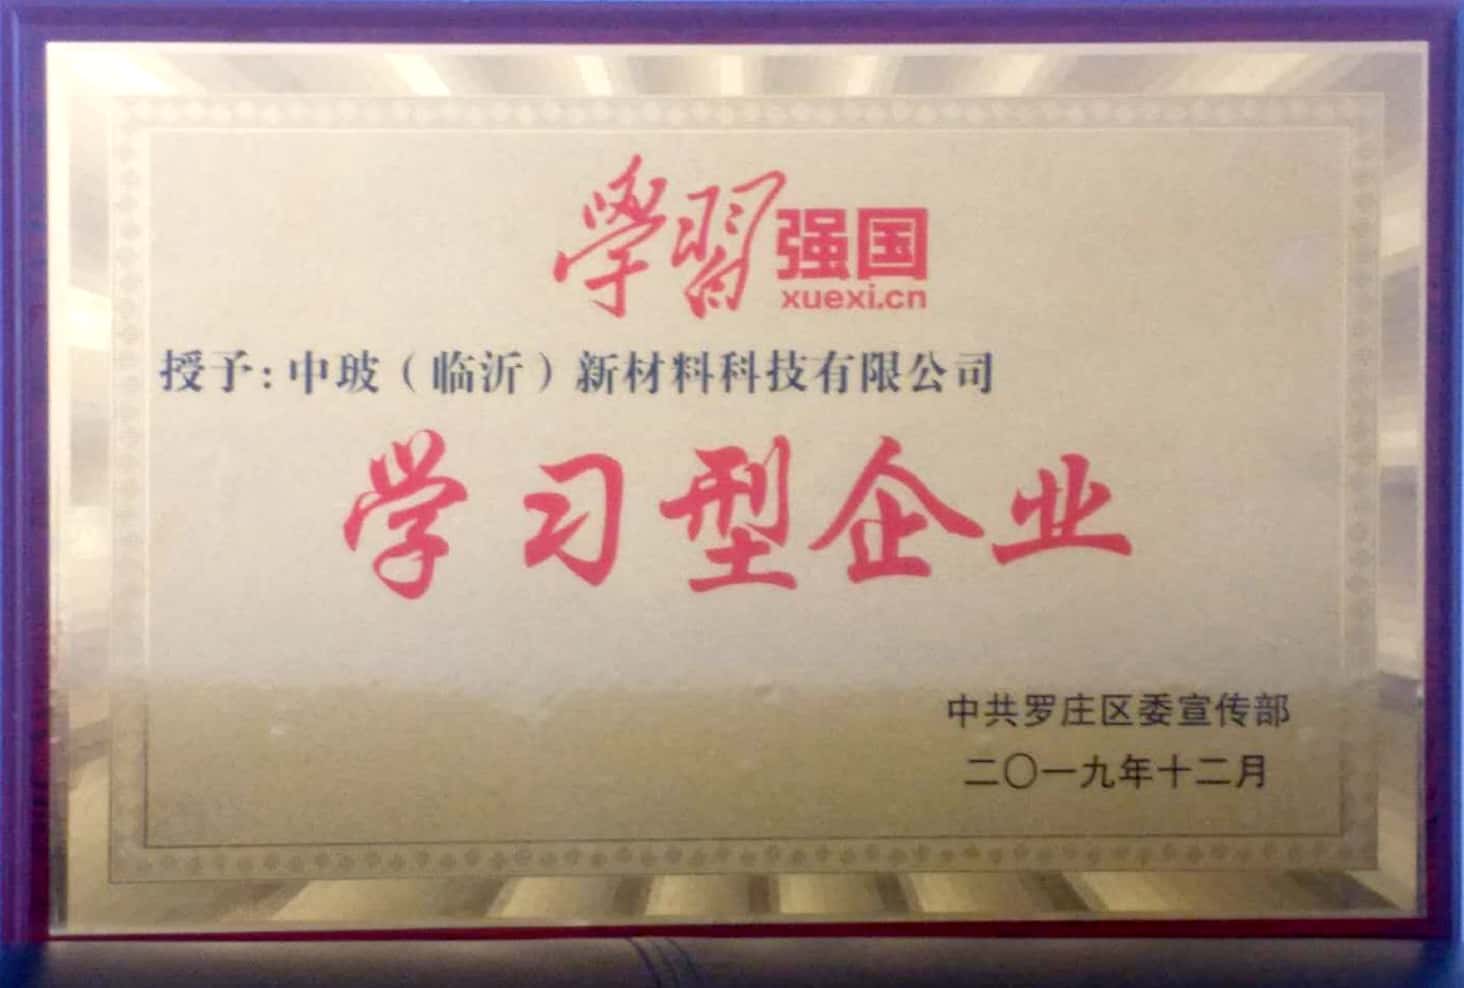 學習强国
xuexi.cn
授予：中玻（临沂）新材料科技有限公司
学习型企业
中共罗庄区委宣传部
二〇一九年十二月